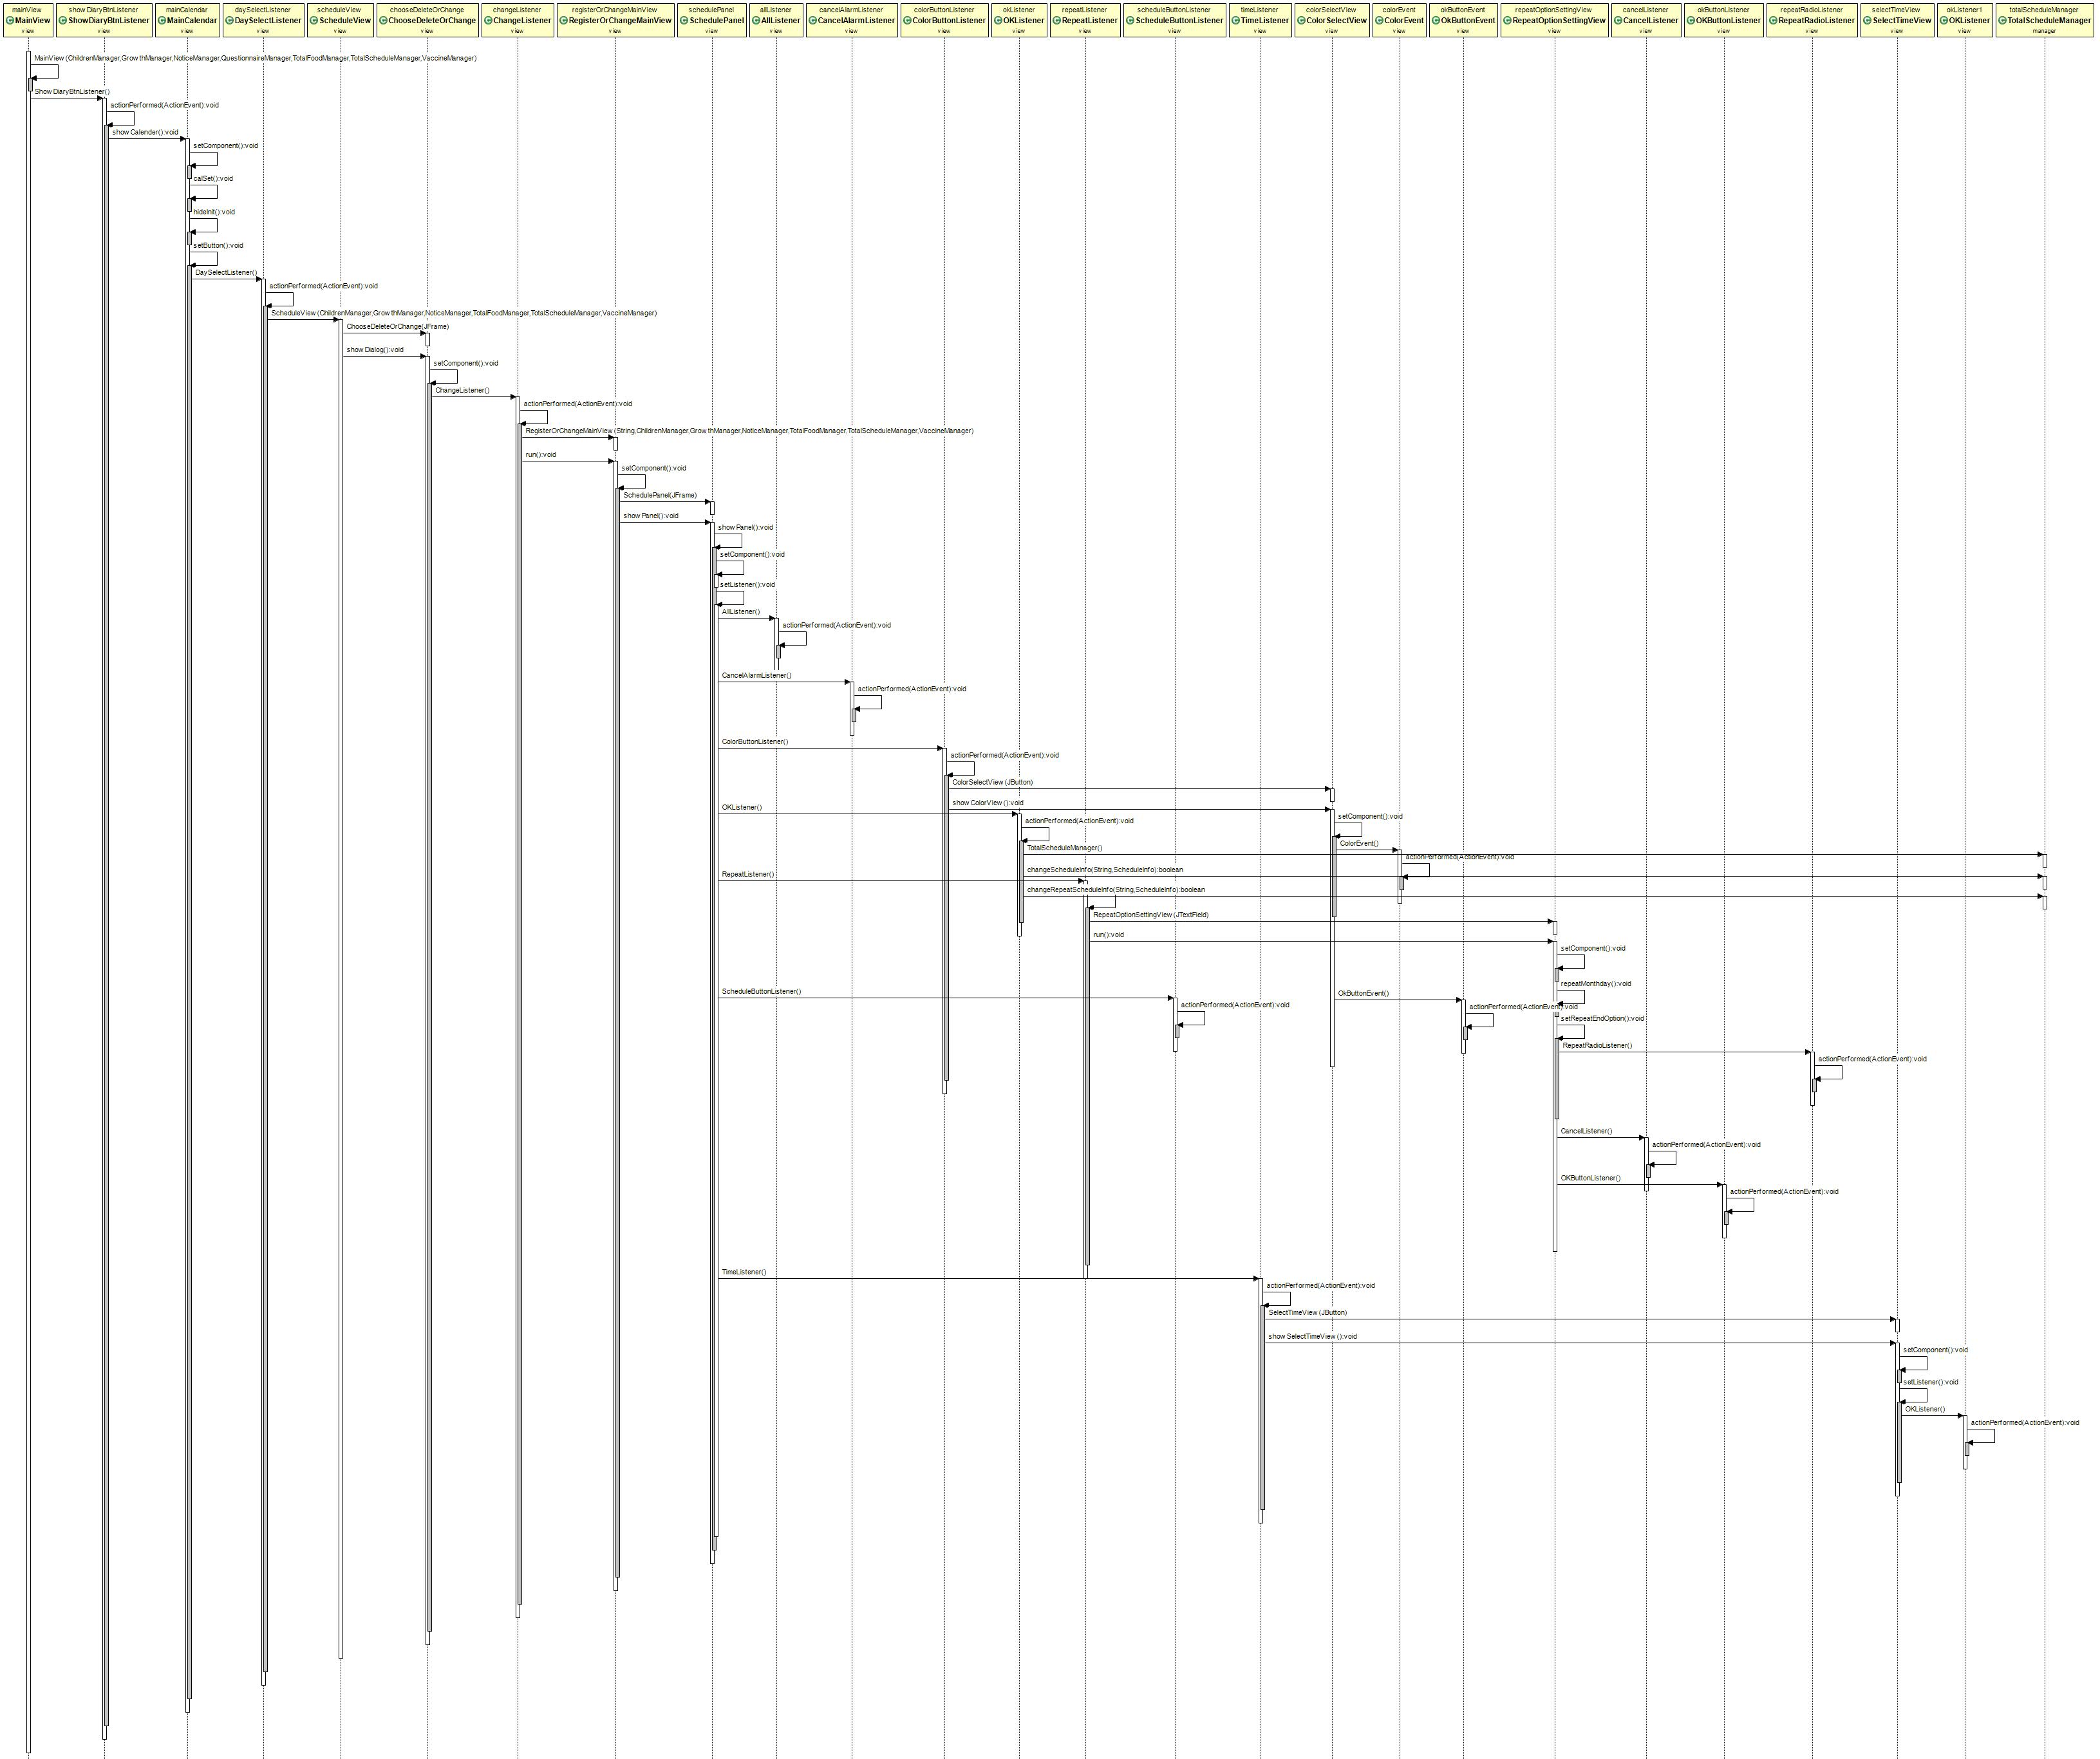 mainView
MainView
view
showDiaryBtnListener
ShowDiaryBtnListener
view
mainCalendar
MainCalendar
view
daySelectListener
DaySelectListener
view
scheduleView
ScheduleView
view
chooseDeleteOrChange
ChooseDeleteOrChange
view
changeListener
ChangeListener
view
registerOrChangeMainView
RegisterOrChangeMainView
view
schedulePanel
SchedulePanel
view
allListener
AllListener
view
cancelAlarmListener
CancelAlarmListener
view
colorButtonListener
ColorButtonListener
view
okListener
OKListener
view
repeatListener
RepeatListener
view
scheduleButtonListener
ScheduleButtonListener
view
timeListener
TimeListener
view
colorSelectView
ColorSelectView
view
colorEvent
ColorEvent
view
okButtonEvent
OkButtonEvent
view
repeatOptionSettingView
RepeatOptionSettingView
view
cancelListener
CancelListener
view
okButtonListener
OKButtonListener
view
repeatRadioListener
RepeatRadioListener
view
selectTimeView
SelectTimeView
view
okListener1
OKListener
view
totalScheduleManager
TotalScheduleManager
manager
MainView(ChildrenManager,GrowthManager,NoticeManager,QuestionnaireManager,TotalFoodManager,TotalScheduleManager,VaccineManager)
ShowDiaryBtnListener()
actionPerformed(ActionEvent):void
showCalender():void
setComponent():void
calSet():void
hideInit():void
setButton():void
DaySelectListener()
actionPerformed(ActionEvent):void
ScheduleView(ChildrenManager,GrowthManager,NoticeManager,TotalFoodManager,TotalScheduleManager,VaccineManager)
ChooseDeleteOrChange(JFrame)
showDialog():void
setComponent():void
ChangeListener()
actionPerformed(ActionEvent):void
RegisterOrChangeMainView(String,ChildrenManager,GrowthManager,NoticeManager,TotalFoodManager,TotalScheduleManager,VaccineManager)
run():void
setComponent():void
SchedulePanel(JFrame)
showPanel():void
showPanel():void
setComponent():void
setListener():void
AllListener()
actionPerformed(ActionEvent):void
CancelAlarmListener()
actionPerformed(ActionEvent):void
ColorButtonListener()
actionPerformed(ActionEvent):void
ColorSelectView(JButton)
showColorView():void
OKListener()
setComponent():void
actionPerformed(ActionEvent):void
ColorEvent()
TotalScheduleManager()
actionPerformed(ActionEvent):void
changeScheduleInfo(String,ScheduleInfo):boolean
RepeatListener()
changeRepeatScheduleInfo(String,ScheduleInfo):boolean
RepeatOptionSettingView(JTextField)
run():void
setComponent():void
repeatMonthday():void
ScheduleButtonListener()
OkButtonEvent()
actionPerformed(ActionEvent):void
actionPerformed(ActionEvent):void
setRepeatEndOption():void
RepeatRadioListener()
actionPerformed(ActionEvent):void
CancelListener()
actionPerformed(ActionEvent):void
OKButtonListener()
actionPerformed(ActionEvent):void
TimeListener()
actionPerformed(ActionEvent):void
SelectTimeView(JButton)
showSelectTimeView():void
setComponent():void
setListener():void
OKListener()
actionPerformed(ActionEvent):void